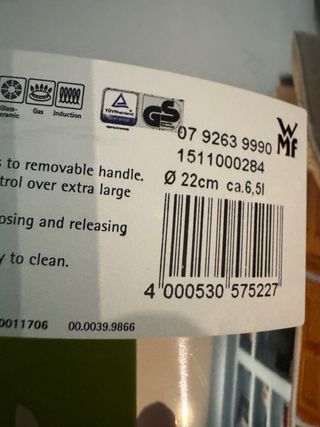 Glass-
ceramic
Gas
Induction
GS
07 9263 9990
WMF
1511000284
Ø 22cm ca.6,5l
s to removable handle.
trol over extra large
osing and releasing
y to clean.
4 000530 575227
0011706 00.0039.9866